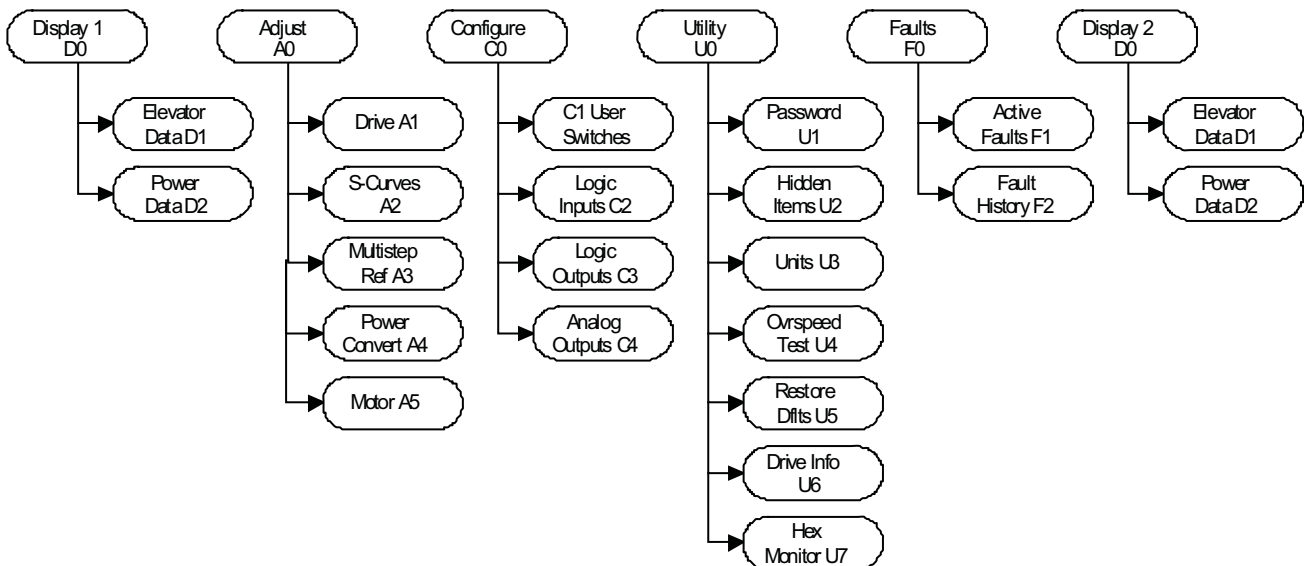 Display 1
D0
Elevator
Data D1
Power
Data D2
Adjust
A0
Drive A1
S-Curves
A2
Multistep
Ref A3
Power
Convert A4
Motor A5
Configure
C0
C1 User
Switches
Logic
Inputs C2
Logic
Outputs C3
Analog
Outputs C4
Utility
U0
Password
U1
Hidden
Items U2
Units U3
Ovrspeed
Test U4
Restore
Dflts U5
Drive Info
U6
Hex
Monitor U7
Faults
F0
Active
Faults F1
Fault
History F2
Display 2
D0
Elevator
Data D1
Power
Data D2